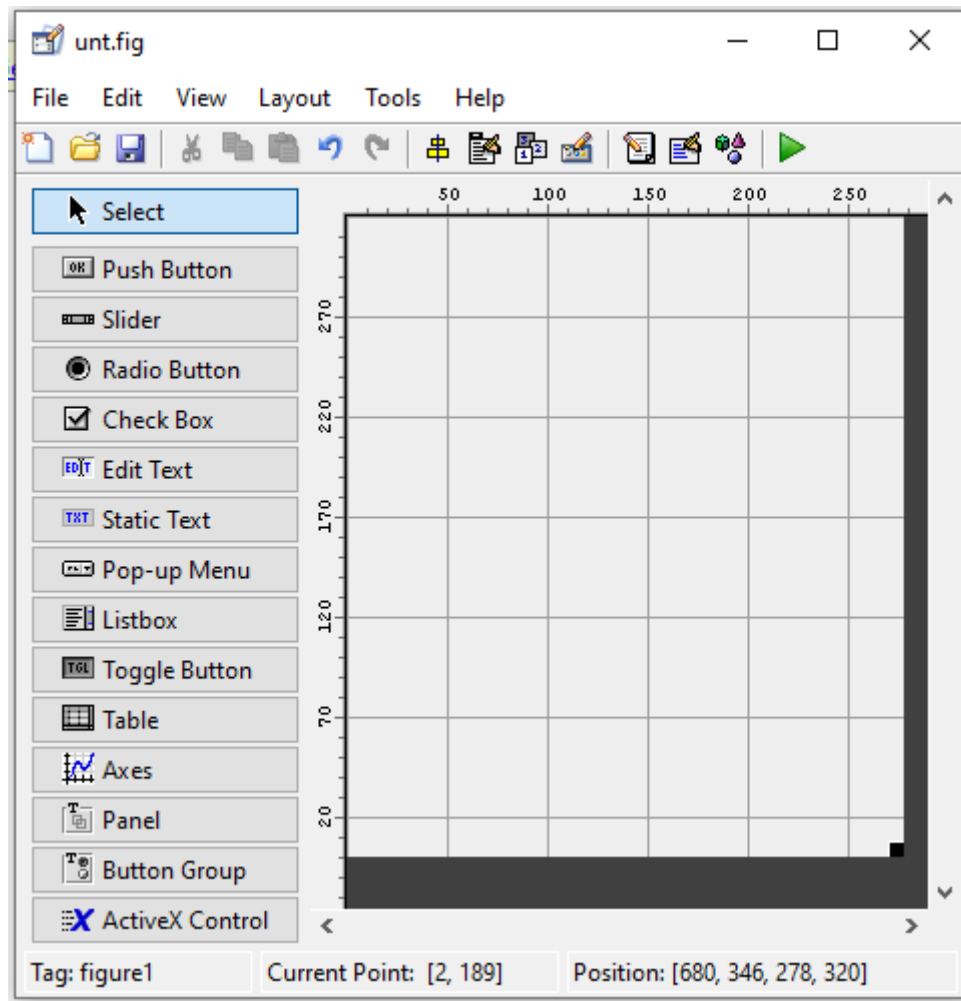 unt.fig
File Edit View Layout Tools Help
Select
50 100 150 200 250
Push Button
Slider
Radio Button
Check Box
Edit Text
Static Text
Pop-up Menu
Listbox
Toggle Button
Table
Axes
Panel
Button Group
ActiveX Control
270
220
170
120
70
20
Tag: figure1 Current Point: [2, 189] Position: [680, 346, 278, 320]